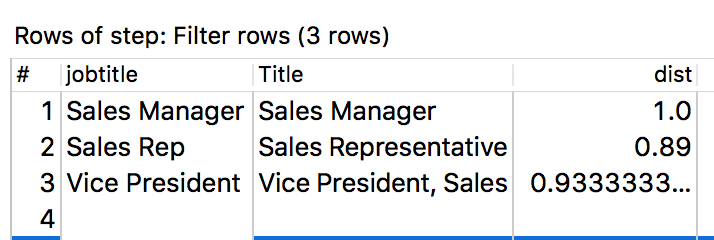 Rows of step: Filter rows (3 rows)
# jobtitle Title dist
1 Sales Manager Sales Manager 1.0
2 Sales Rep Sales Representative 0.89
3 Vice President Vice President, Sales 0.9333333...
4